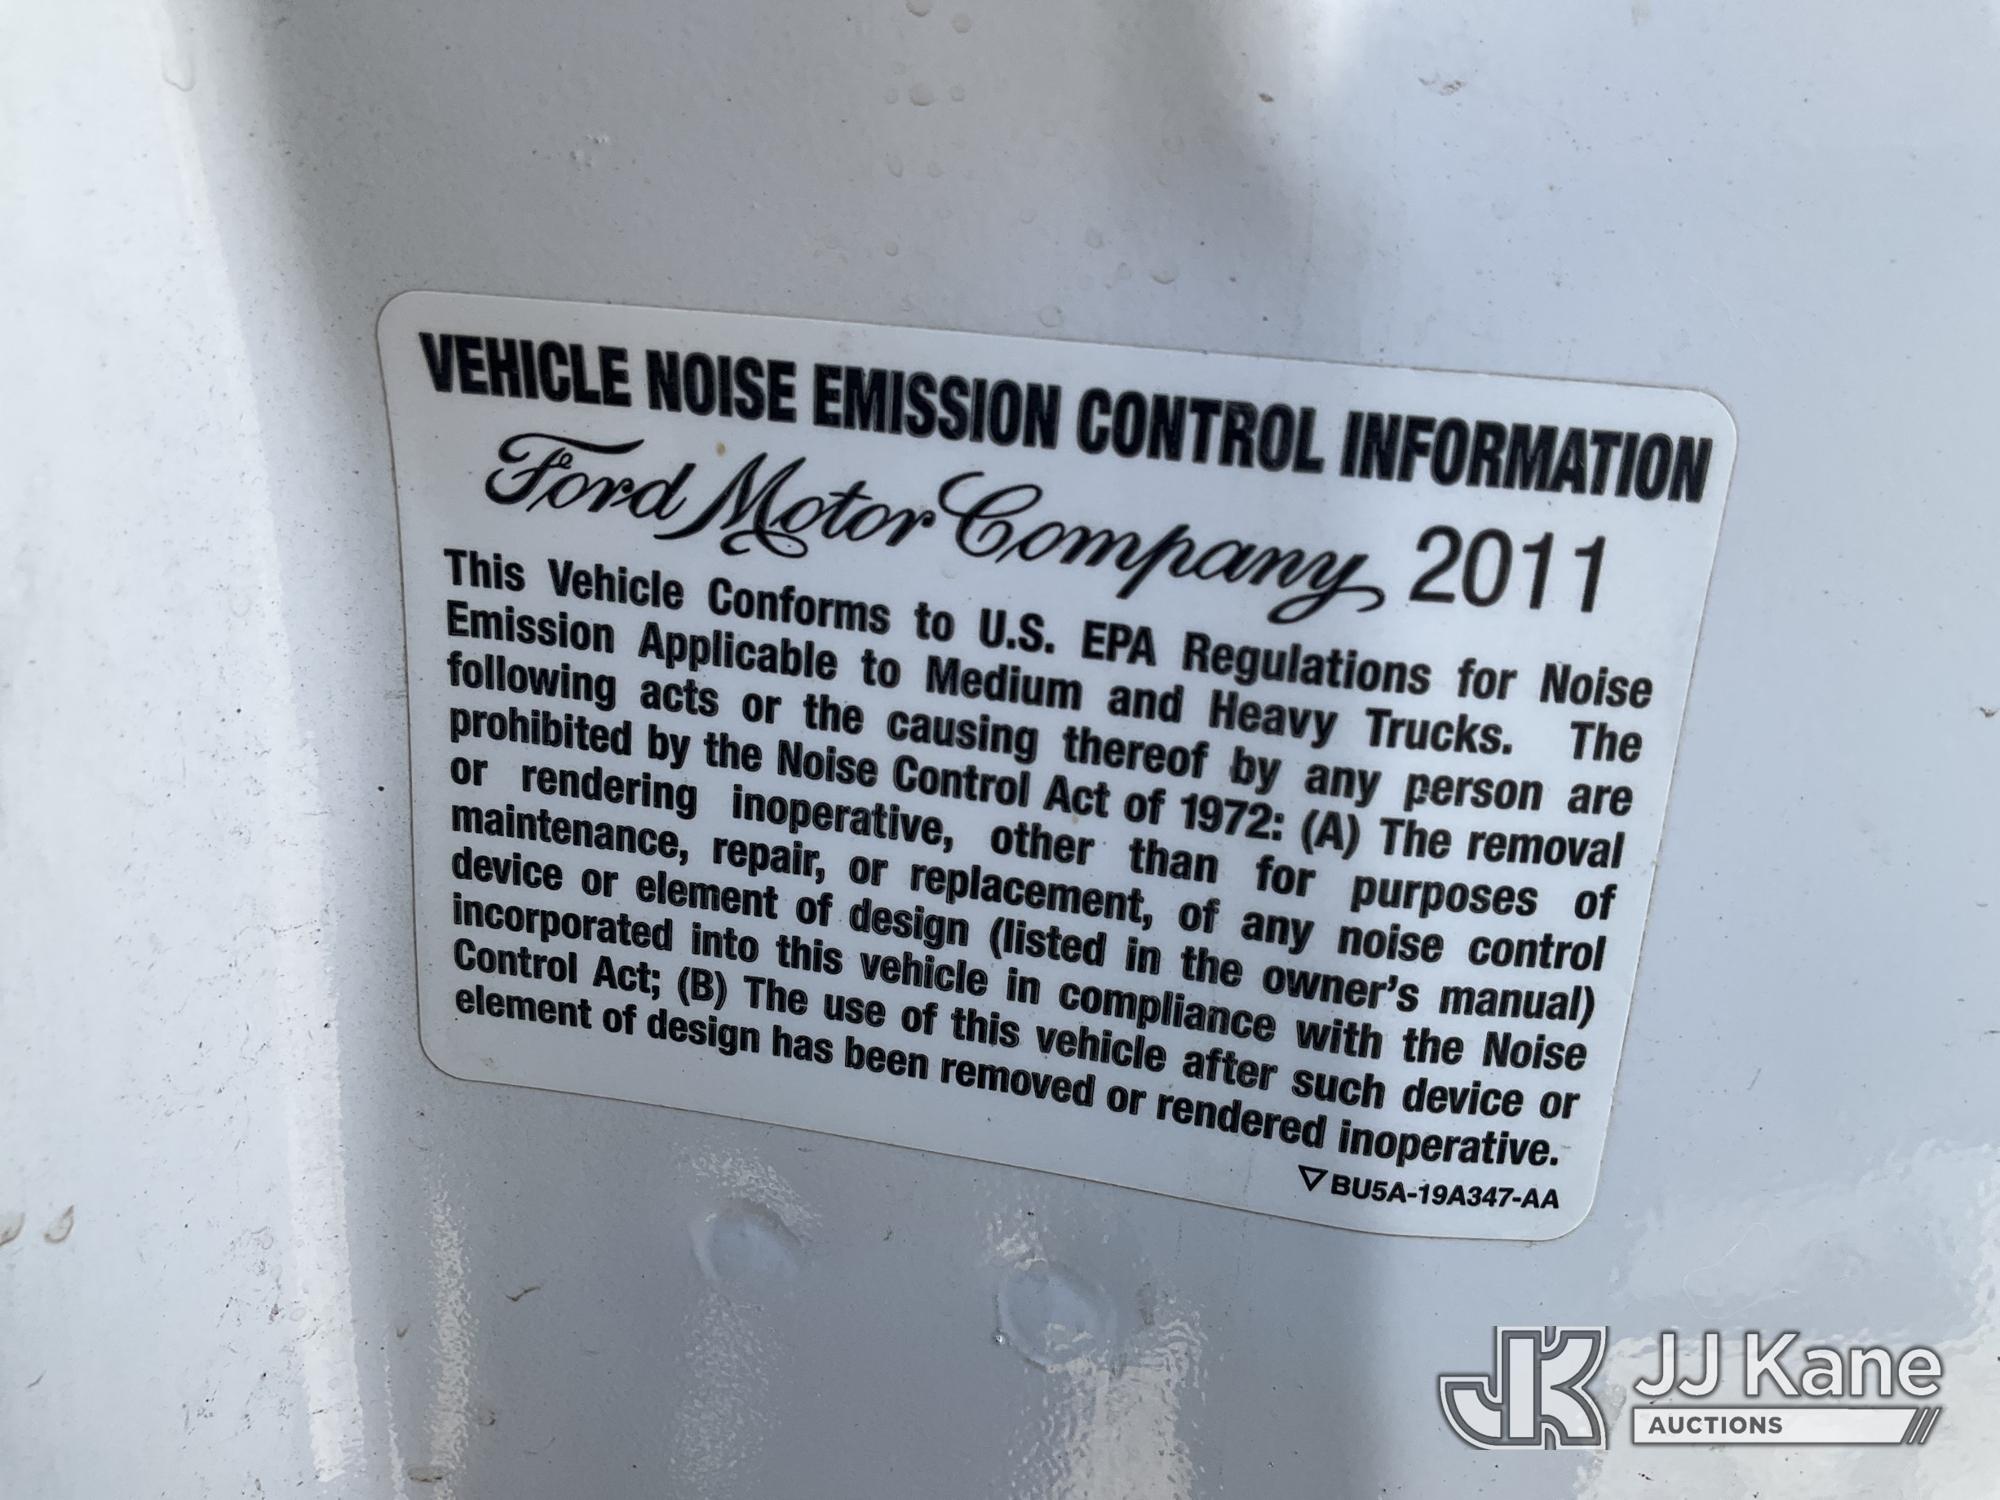 VEHICLE NOISE EMISSION CONTROL INFORMATION
Ford Motor Company 2011
This Vehicle Conforms to U.S. EPA Regulations for Noise
Emission Applicable to Medium and Heavy Trucks. The
following acts or the causing thereof by any person are
prohibited by the Noise Control Act of 1972: (A) The removal
or rendering inoperative, other than for purposes of
maintenance, repair, or replacement, of any noise control
device or element of design (listed in the owner's manual)
incorporated into this vehicle in compliance with the Noise
Control Act; (B) The use of this vehicle after such device or
element of design has been removed or rendered inoperative.
▽BU5A-19A347-AA
JK JJ Kane
AUCTIONS